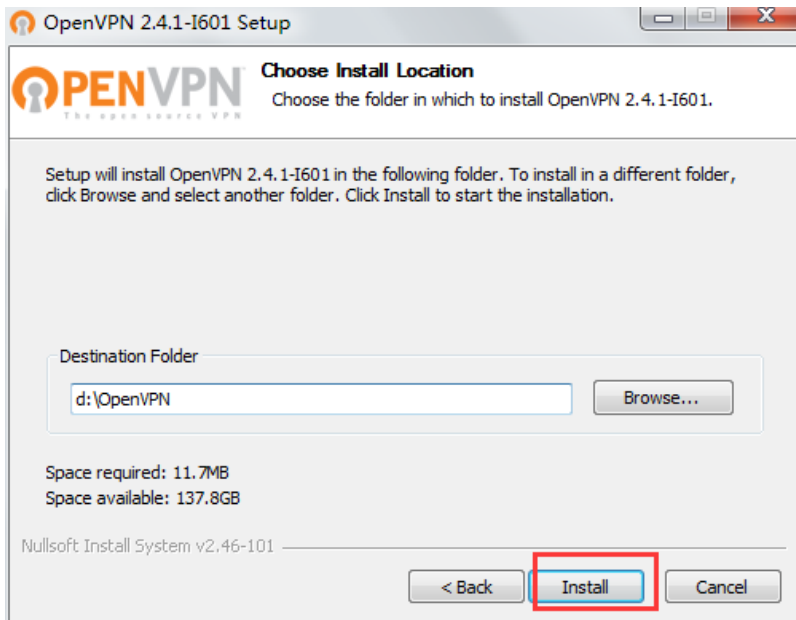 OpenVPN 2.4.1-I601 Setup
OPENVPN
The open source VPN
Choose Install Location
Choose the folder in which to install OpenVPN 2.4.1-I601.
Setup will install OpenVPN 2.4.1-I601 in the following folder. To install in a different folder,
click Browse and select another folder. Click Install to start the installation.
Destination Folder
d:\OpenVPN
Browse...
Space required: 11.7MB
Space available: 137.8GB
Nullsoft Install System v2.46-101
< Back
Install
Cancel